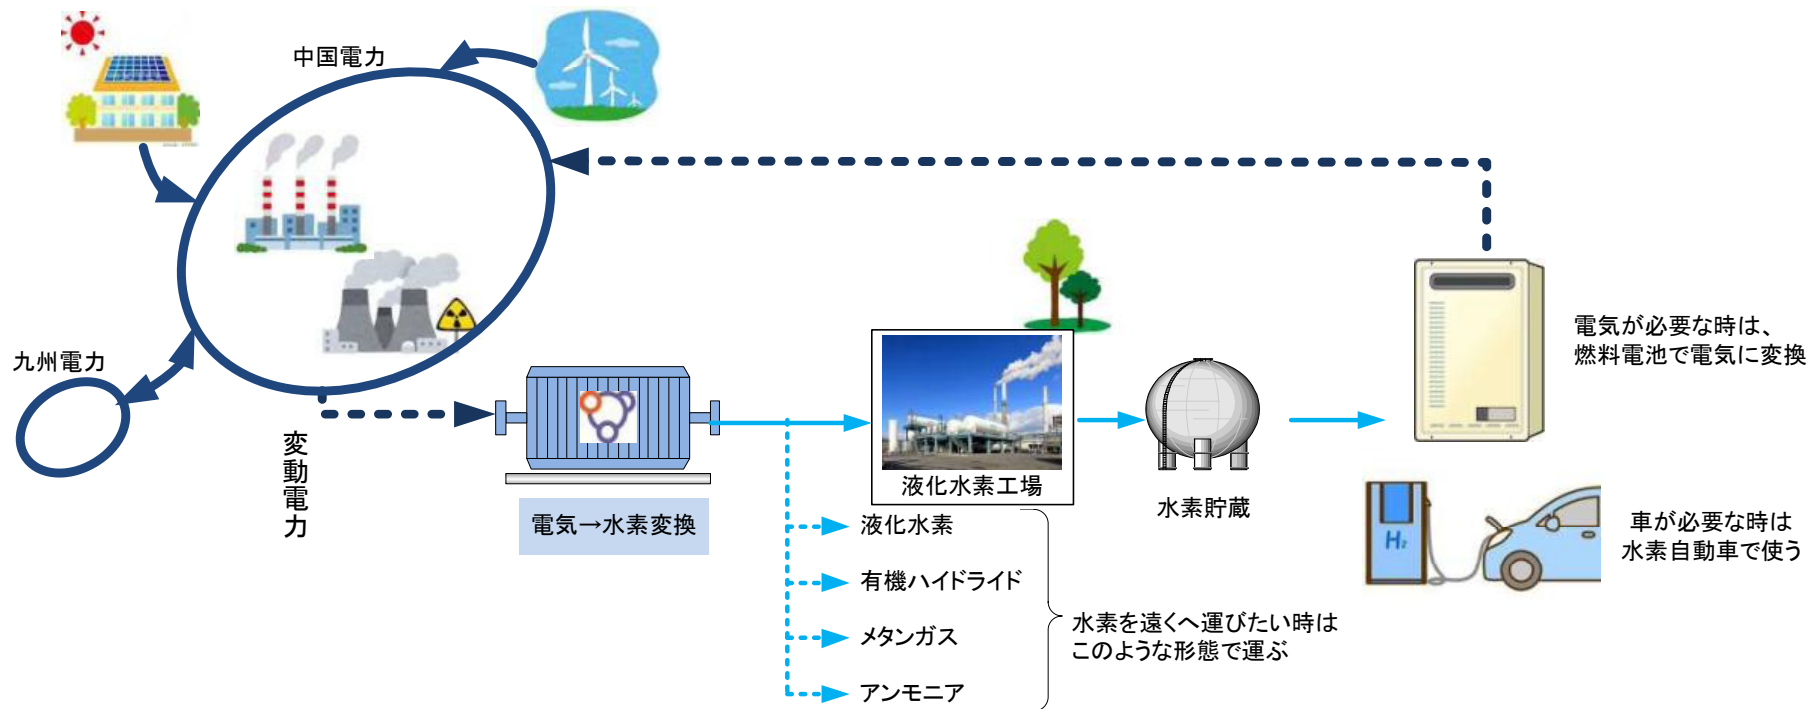 中国電力
九州電力
変動電力
電気→水素変換
液化水素工場
水素貯蔵
液化水素
有機ハイドライド
メタンガス
アンモニア
水素を遠くへ運びたい時は
このような形態で運ぶ
電気が必要な時は、
燃料電池で電気に変換
H₂
車が必要な時は
水素自動車で使う